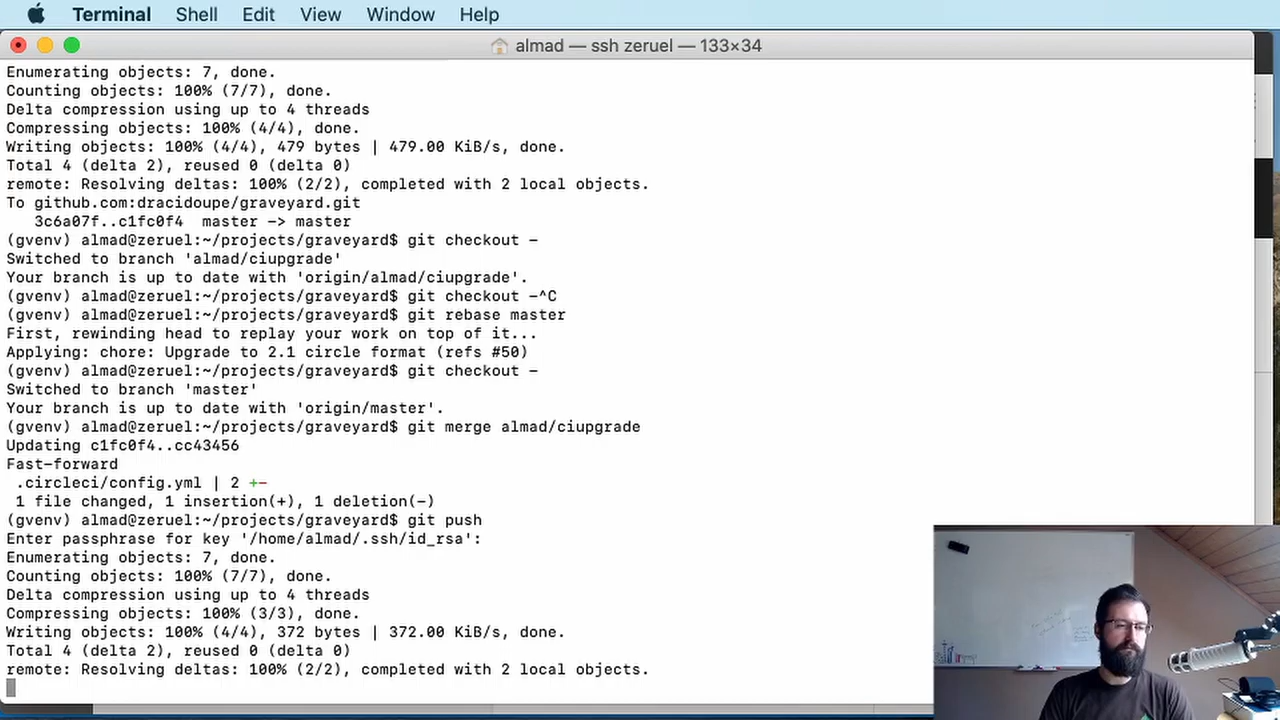 Terminal Shell Edit View Window Help
almad — ssh zeruel — 133×34
Enumerating objects: 7, done.
Counting objects: 100% (7/7), done.
Delta compression using up to 4 threads
Compressing objects: 100% (4/4), done.
Writing objects: 100% (4/4), 479 bytes | 479.00 KiB/s, done.
Total 4 (delta 2), reused 0 (delta 0)
remote: Resolving deltas: 100% (2/2), completed with 2 local objects.
To github.com:dracidoupe/graveyard.git
   3c6a07f..c1fc0f4  master -> master
(gvenv) almad@zeruel:~/projects/graveyard$ git checkout -
Switched to branch 'almad/ciupgrade'
Your branch is up to date with 'origin/almad/ciupgrade'.
(gvenv) almad@zeruel:~/projects/graveyard$ git checkout -^C
(gvenv) almad@zeruel:~/projects/graveyard$ git rebase master
First, rewinding head to replay your work on top of it...
Applying: chore: Upgrade to 2.1 circle format (refs #50)
(gvenv) almad@zeruel:~/projects/graveyard$ git checkout -
Switched to branch 'master'
Your branch is up to date with 'origin/master'.
(gvenv) almad@zeruel:~/projects/graveyard$ git merge almad/ciupgrade
Updating c1fc0f4..cc43456
Fast-forward
 .circleci/config.yml | 2 +-
 1 file changed, 1 insertion(+), 1 deletion(-)
(gvenv) almad@zeruel:~/projects/graveyard$ git push
Enter passphrase for key '/home/almad/.ssh/id_rsa':
Enumerating objects: 7, done.
Counting objects: 100% (7/7), done.
Delta compression using up to 4 threads
Compressing objects: 100% (3/3), done.
Writing objects: 100% (4/4), 372 bytes | 372.00 KiB/s, done.
Total 4 (delta 2), reused 0 (delta 0)
remote: Resolving deltas: 100% (2/2), completed with 2 local objects.